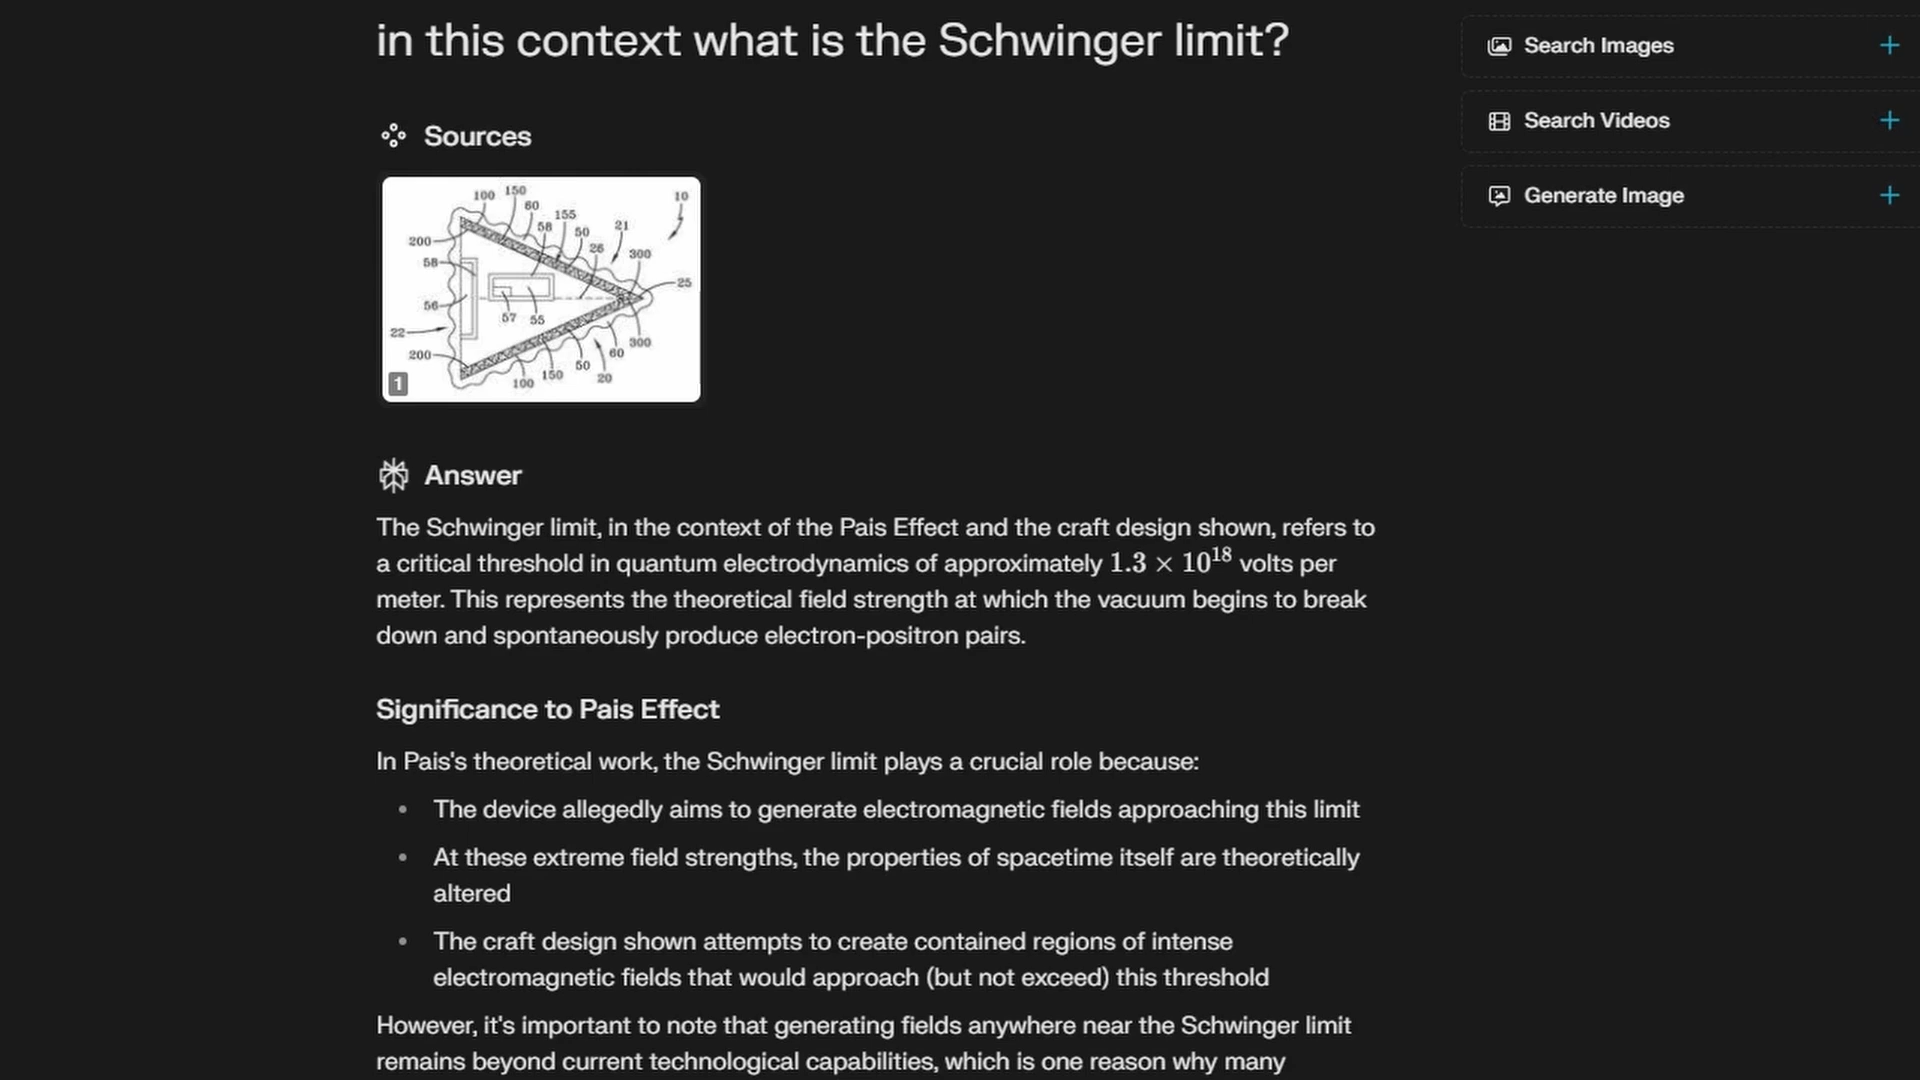 in this context what is the Schwinger limit?
Search Images
Search Videos
Generate Image
Sources
100 150 10
60
155
58 21
50
200 26 300
58
25
56
57 55
22 300
60
200 50
100 150 20
1
Answer
The Schwinger limit, in the context of the Pais Effect and the craft design shown, refers to
a critical threshold in quantum electrodynamics of approximately 1.3 × 10¹⁸ volts per
meter. This represents the theoretical field strength at which the vacuum begins to break
down and spontaneously produce electron-positron pairs.
Significance to Pais Effect
In Pais's theoretical work, the Schwinger limit plays a crucial role because:
• The device allegedly aims to generate electromagnetic fields approaching this limit
• At these extreme field strengths, the properties of spacetime itself are theoretically
altered
• The craft design shown attempts to create contained regions of intense
electromagnetic fields that would approach (but not exceed) this threshold
However, it's important to note that generating fields anywhere near the Schwinger limit
remains beyond current technological capabilities, which is one reason why many